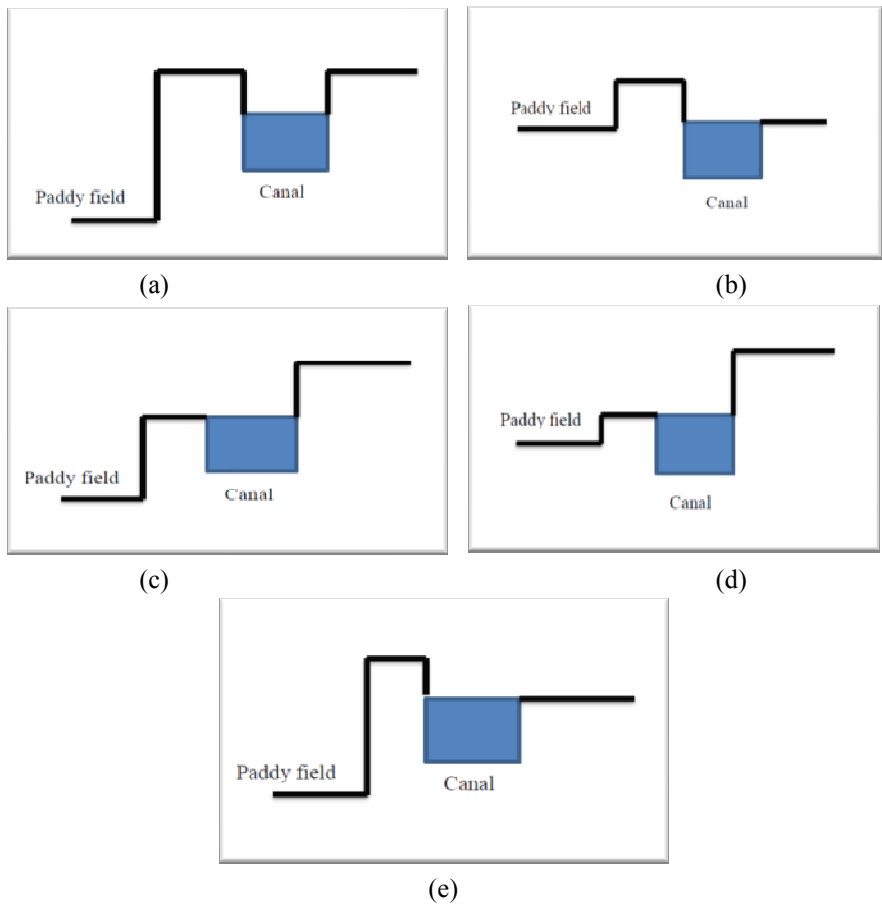 Paddy field
Canal
(a)
Paddy field
Canal
(b)
Paddy field
Canal
(c)
Paddy field
Canal
(d)
Paddy field
Canal
(e)